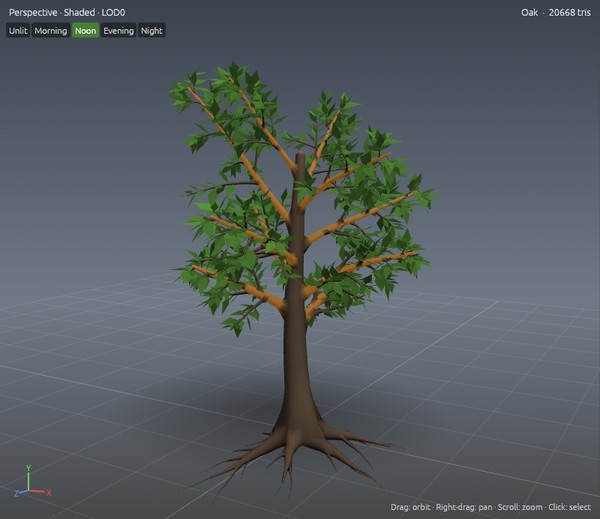 Perspective · Shaded · LOD0
Oak · 20668 tris
Unlit Morning Noon Evening Night
Y
Z X
Drag: orbit · Right-drag: pan · Scroll: zoom · Click: select